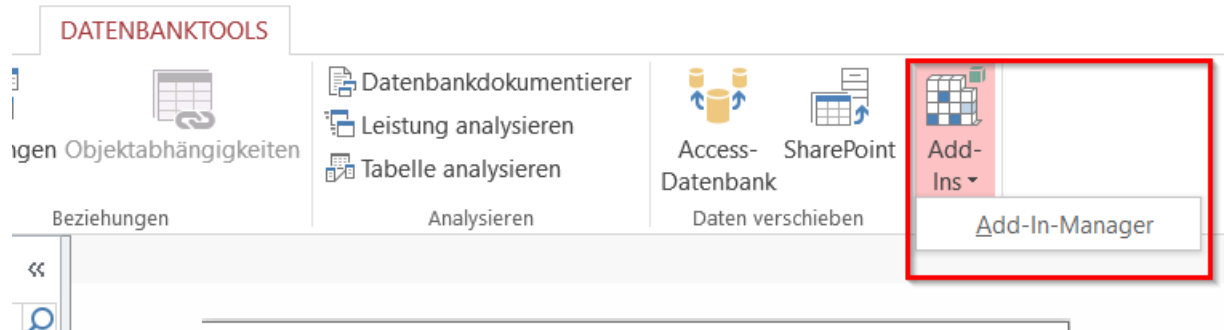 DATENBANKTOOLS
Datenbankdokumentierer
Leistung analysieren
Tabelle analysieren
ngen Objektabhängigkeiten
Access-
Datenbank
SharePoint
Add-
Ins
Beziehungen
Analysieren
Daten verschieben
Add-In-Manager